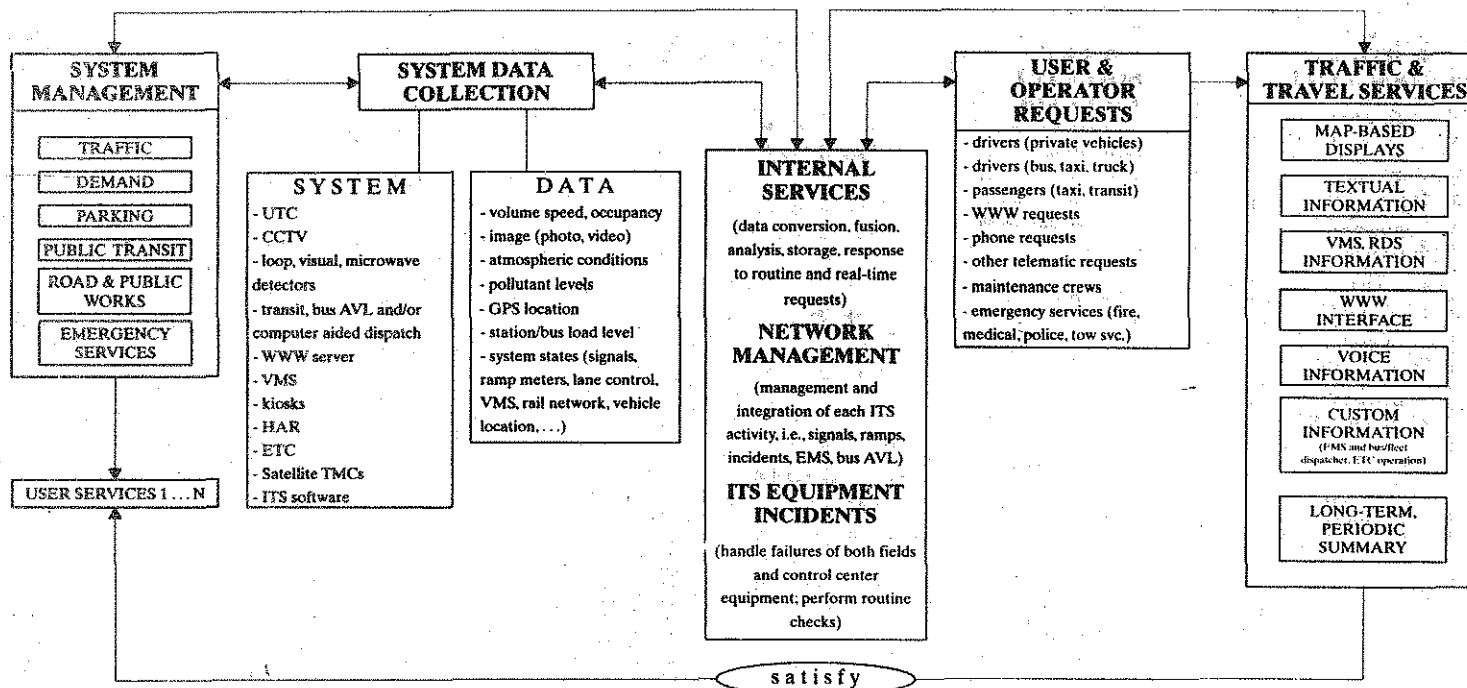 SYSTEM
MANAGEMENT
TRAFFIC
DEMAND
PARKING
PUBLIC TRANSIT
ROAD & PUBLIC
WORKS
EMERGENCY
SERVICES
USER SERVICES 1 ... N
SYSTEM DATA
COLLECTION
SYSTEM
- UTC
- CCTV
- loop, visual, microwave
detectors
- transit, bus AVL and/or
computer aided dispatch
- WWW server
- VMS
- kiosks
- HAR
- ETC
- Satellite TMCs
- ITS software
DATA
- volume speed, occupancy
- image (photo, video)
- atmospheric conditions
- pollutant levels
- GPS location
- station/bus load level
- system states (signals,
ramp meters, lane control,
VMS, rail network, vehicle
location, ...)
INTERNAL
SERVICES
(data conversion, fusion,
analysis, storage, response
to routine and real-time
requests)
NETWORK
MANAGEMENT
(management and
integration of each ITS
activity, i.e., signals, ramps,
incidents, EMS, bus AVL)
ITS EQUIPMENT
INCIDENTS
(handle failures of both fields
and control center
equipment; perform routine
checks)
USER &
OPERATOR
REQUESTS
- drivers (private vehicles)
- drivers (bus, taxi, truck)
- passengers (taxi, transit)
- WWW requests
- phone requests
- other telematic requests
- maintenance crews
- emergency services (fire,
medical, police, tow svc.)
TRAFFIC &
TRAVEL SERVICES
MAP-BASED
DISPLAYS
TEXTUAL
INFORMATION
VMS, RDS
INFORMATION
WWW
INTERFACE
VOICE
INFORMATION
CUSTOM
INFORMATION
(EMS and bus/fleet
dispatcher, ETC operation)
LONG-TERM,
PERIODIC
SUMMARY
satisfy